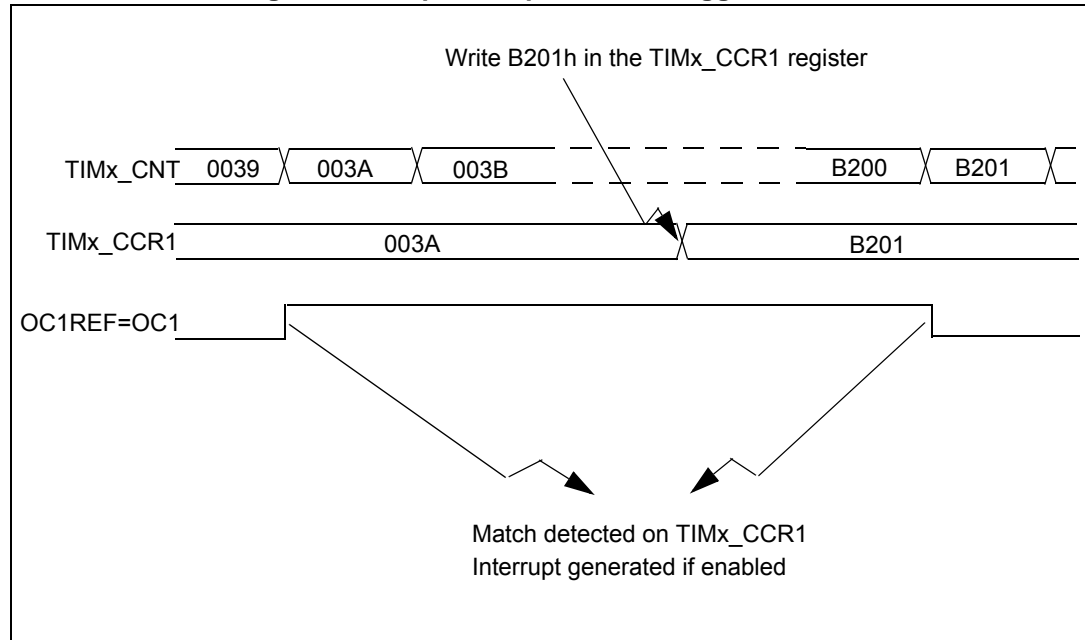 Write B201h in the TIMx_CCR1 register
TIMx_CNT 0039 003A 003B B200 B201
TIMx_CCR1 003A B201
OC1REF=OC1
Match detected on TIMx_CCR1
Interrupt generated if enabled